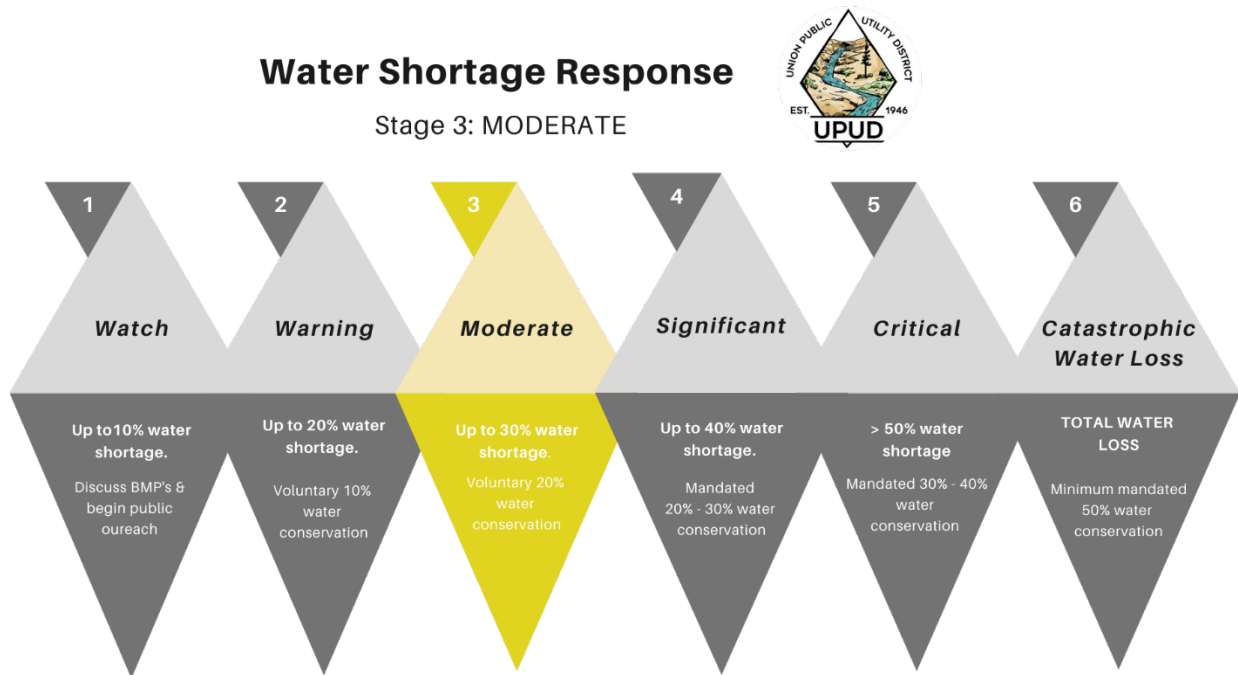 Water Shortage Response
Stage 3: MODERATE
UNION PUBLIC UTILITY DISTRICT
EST. 1946
UPUD
1
Watch
Up to10% water
shortage.
Discuss BMP's &
begin public
oureach
2
Warning
Up to 20% water
shortage.
Voluntary 10%
water
conservation
3
Moderate
Up to 30% water
shortage.
Voluntary 20%
water
conservation
4
Significant
Up to 40% water
shortage.
Mandated
20% - 30% water
conservation
5
Critical
> 50% water
shortage
Mandated 30% - 40%
water
conservation
6
Catastrophic
Water Loss
TOTAL WATER
LOSS
Minimum mandated
50% water
conservation